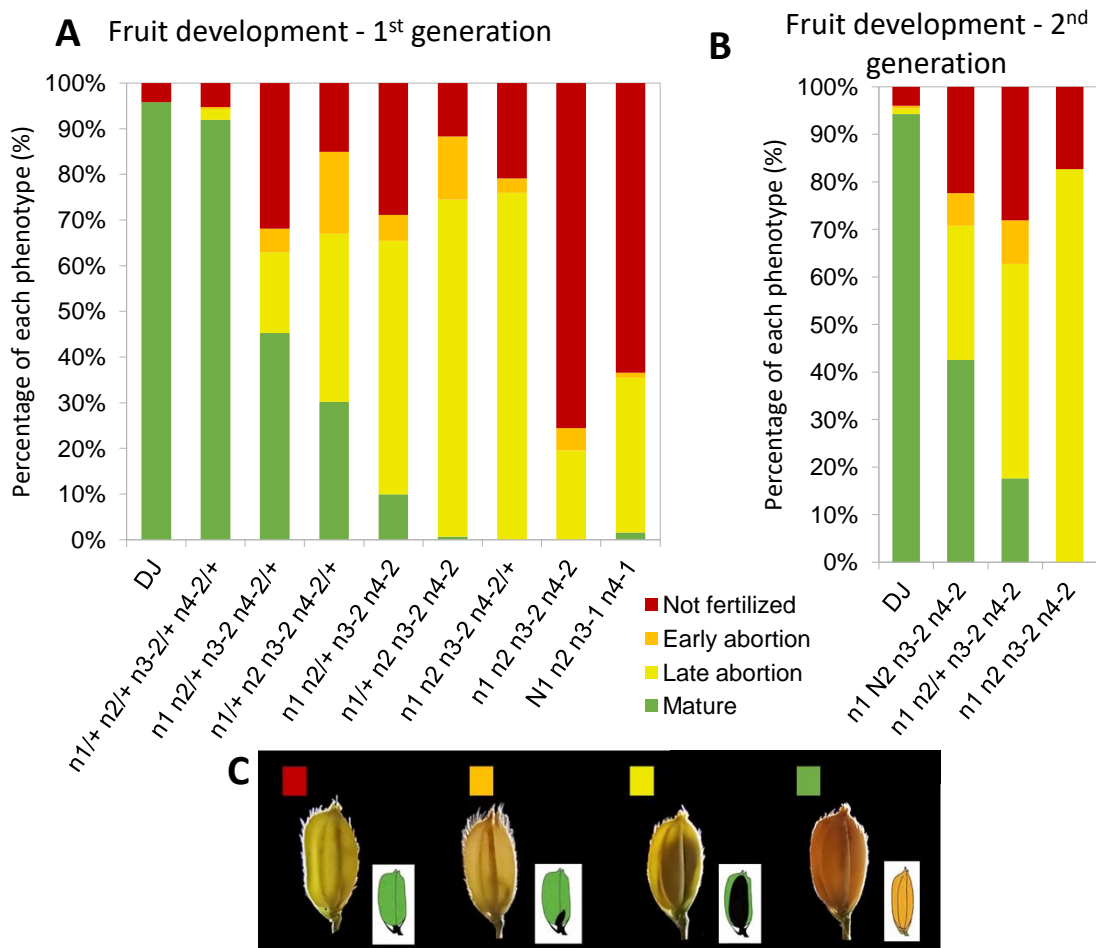 A Fruit development - 1st generation
Percentage of each phenotype (%)
100%
90%
80%
70%
60%
50%
40%
30%
20%
10%
0%
DJ
n1/+ n2/+ n3-2/+ n4-2/+
n1 n2/+ n3-2 n4-2/+
n1/+ n2 n3-2 n4-2/+
n1 n2/+ n3-2 n4-2
n1/+ n2 n3-2 n4-2
n1 n2 n3-2 n4-2/+
n1 n2 n3-2 n4-2
N1 n2 n3-1 n4-1
B Fruit development - 2nd
generation
Percentage of each phenotype (%)
100%
90%
80%
70%
60%
50%
40%
30%
20%
10%
0%
DJ
n1 N2 n3-2 n4-2
n1 n2/+ n3-2 n4-2
n1 n2 n3-2 n4-2
Not fertilized
Early abortion
Late abortion
Mature
C